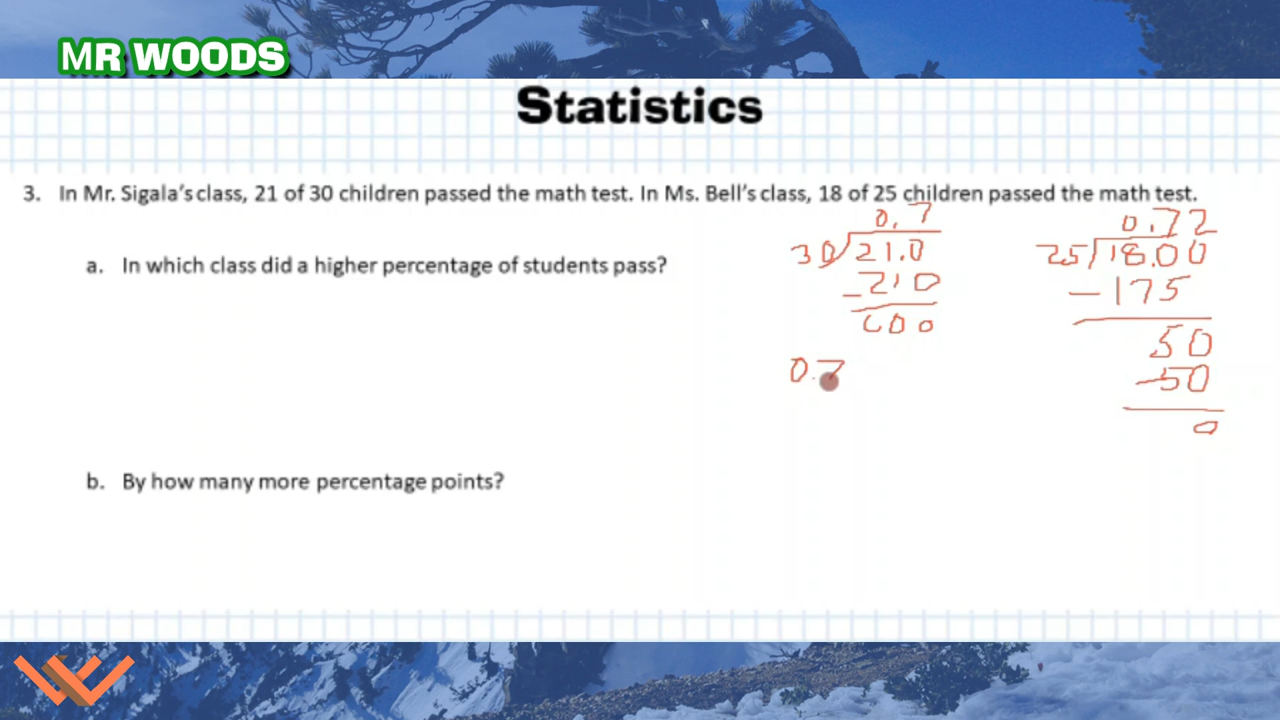 MR WOODS
Statistics
3. In Mr. Sigala's class, 21 of 30 children passed the math test. In Ms. Bell's class, 18 of 25 children passed the math test.
0.7
30 21.0
-210
000
0.7
0.72
25 18.00
-175
50
-50
0
a. In which class did a higher percentage of students pass?
b. By how many more percentage points?